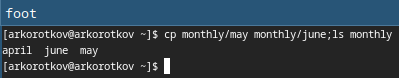 foot
[arkorotkov@arkorotkov ~]$ cp monthly/may monthly/june;ls monthly
april  june  may
[arkorotkov@arkorotkov ~]$